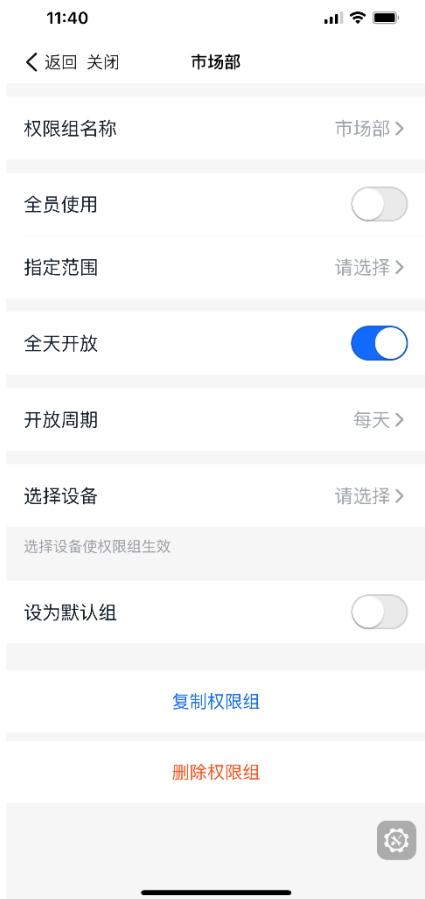 11:40
返回 关闭 市场部
权限组名称 市场部
全员使用
指定范围 请选择
全天开放
开放周期 每天
选择设备 请选择
选择设备使权限组生效
设为默认组
复制权限组
删除权限组